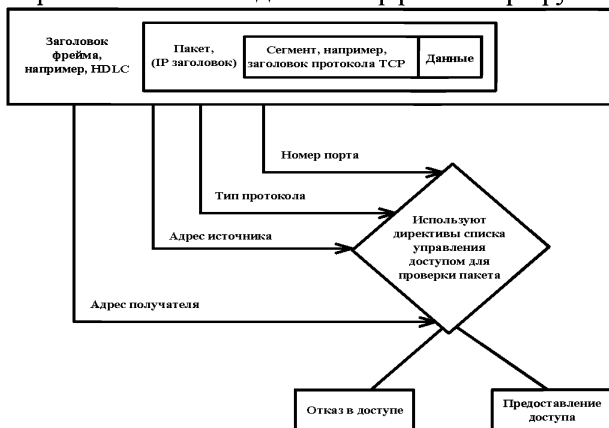 Заголовок
фрейма,
например, HDLC
Пакет,
(IP заголовок)
Сегмент, например,
заголовок протокола TCP
Данные
Номер порта
Тип протокола
Адрес источника
Адрес получателя
Используют
директивы списка
управления
доступом для
проверки пакета
Отказ в доступе
Предоставление
доступа